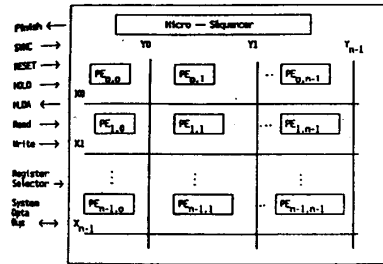 Finish
Micro - Sequencer
SYNC
Y0 Y1 Yn-1
RESET
PE0,0 PE0,1 ... PE0,n-1
HOLD
X0
HLDA
Read
PE1,0 PE1,1 ... PE1,n-1
Write
X1
Register
Selector
System
Data
Bus
PEn-1,0 PEn-1,1 ... PEn-1,n-1
Xn-1